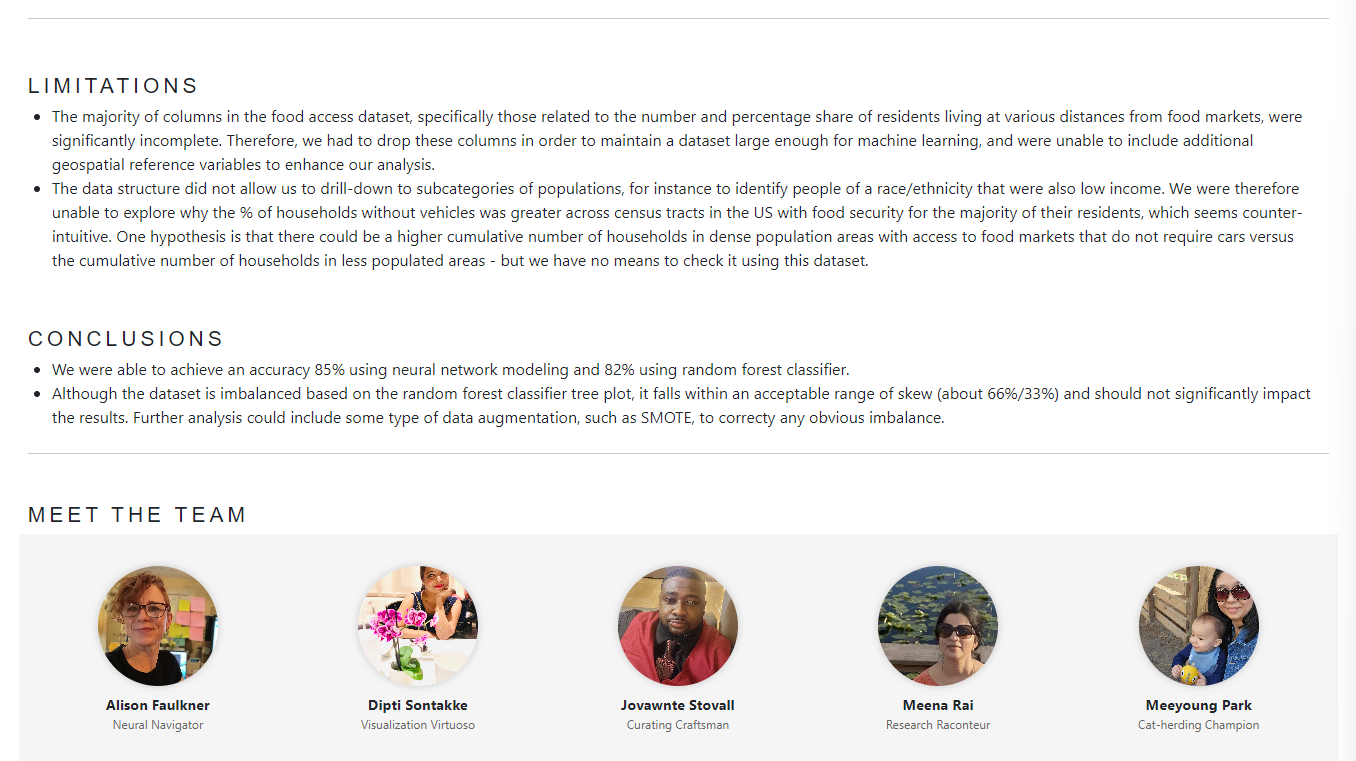 LIMITATIONS
The majority of columns in the food access dataset, specifically those related to the number and percentage share of residents living at various distances from food markets, were
significantly incomplete. Therefore, we had to drop these columns in order to maintain a dataset large enough for machine learning, and were unable to include additional
geospatial reference variables to enhance our analysis.
The data structure did not allow us to drill-down to subcategories of populations, for instance to identify people of a race/ethnicity that were also low income. We were therefore
unable to explore why the % of households without vehicles was greater across census tracts in the US with food security for the majority of their residents, which seems counter-
intuitive. One hypothesis is that there could be a higher cumulative number of households in dense population areas with access to food markets that do not require cars versus
the cumulative number of households in less populated areas - but we have no means to check it using this dataset.
CONCLUSIONS
We were able to achieve an accuracy 85% using neural network modeling and 82% using random forest classifier.
Although the dataset is imbalanced based on the random forest classifier tree plot, it falls within an acceptable range of skew (about 66%/33%) and should not significantly impact
the results. Further analysis could include some type of data augmentation, such as SMOTE, to correcty any obvious imbalance.
MEET THE TEAM
Alison Faulkner
Neural Navigator
Dipti Sontakke
Visualization Virtuoso
Jovawnte Stovall
Curating Craftsman
Meena Rai
Research Raconteur
Meeyoung Park
Cat-herding Champion